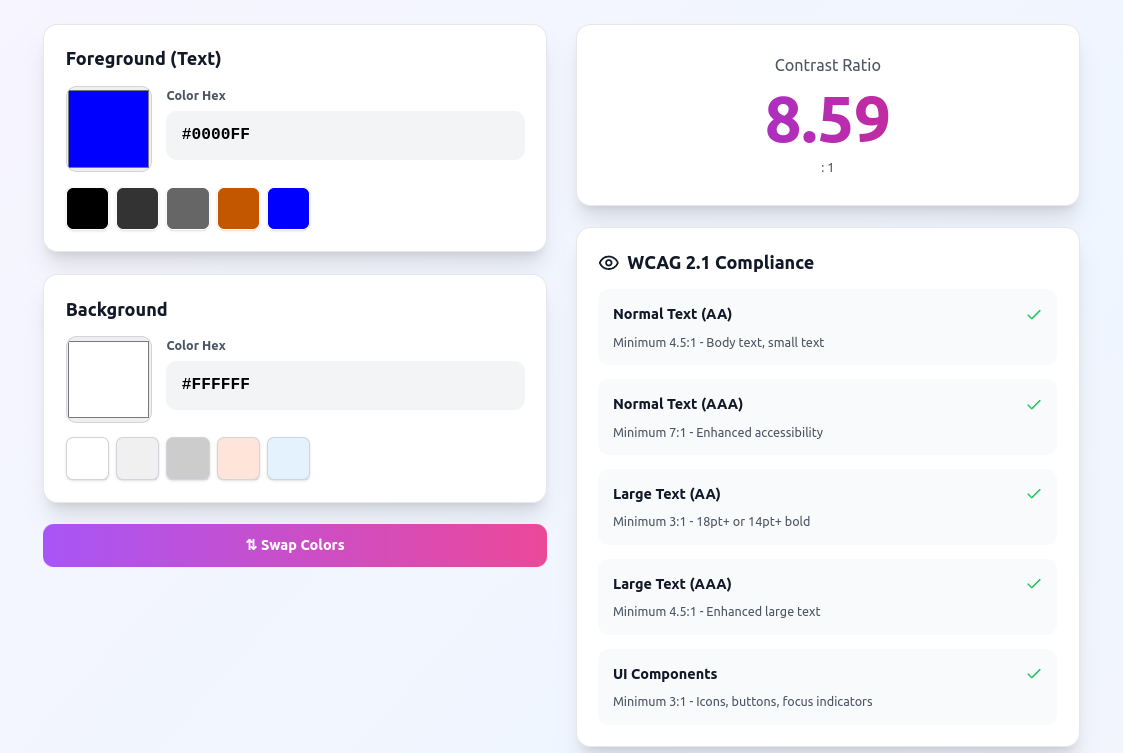 Foreground (Text)
Color Hex
#0000FF
Background
Color Hex
#FFFFFF
⇅ Swap Colors
Contrast Ratio
8.59
: 1
WCAG 2.1 Compliance
Normal Text (AA)
Minimum 4.5:1 - Body text, small text
Normal Text (AAA)
Minimum 7:1 - Enhanced accessibility
Large Text (AA)
Minimum 3:1 - 18pt+ or 14pt+ bold
Large Text (AAA)
Minimum 4.5:1 - Enhanced large text
UI Components
Minimum 3:1 - Icons, buttons, focus indicators